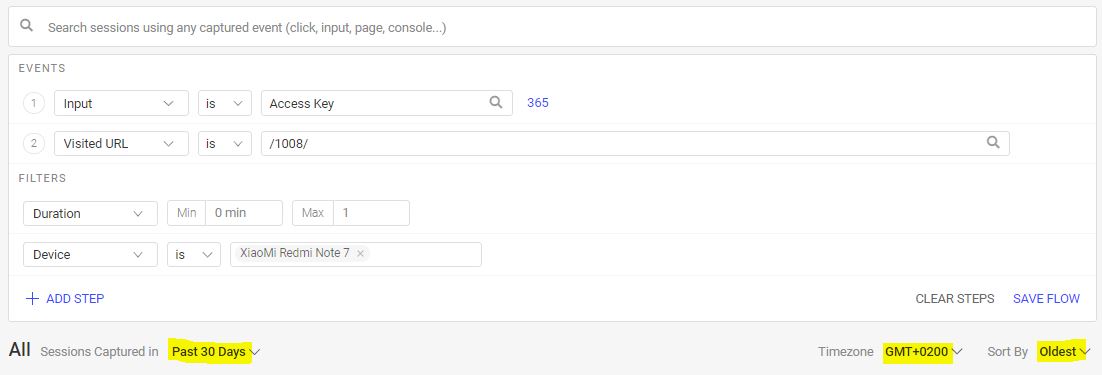 Search sessions using any captured event (click, input, page, console...)
EVENTS
1 Input is Access Key 365
2 Visited URL is /1008/
FILTERS
Duration Min 0 min Max 1
Device is XiaoMi Redmi Note 7 ×
+ ADD STEP CLEAR STEPS SAVE FLOW
All Sessions Captured in Past 30 Days Timezone GMT+0200 Sort By Oldest